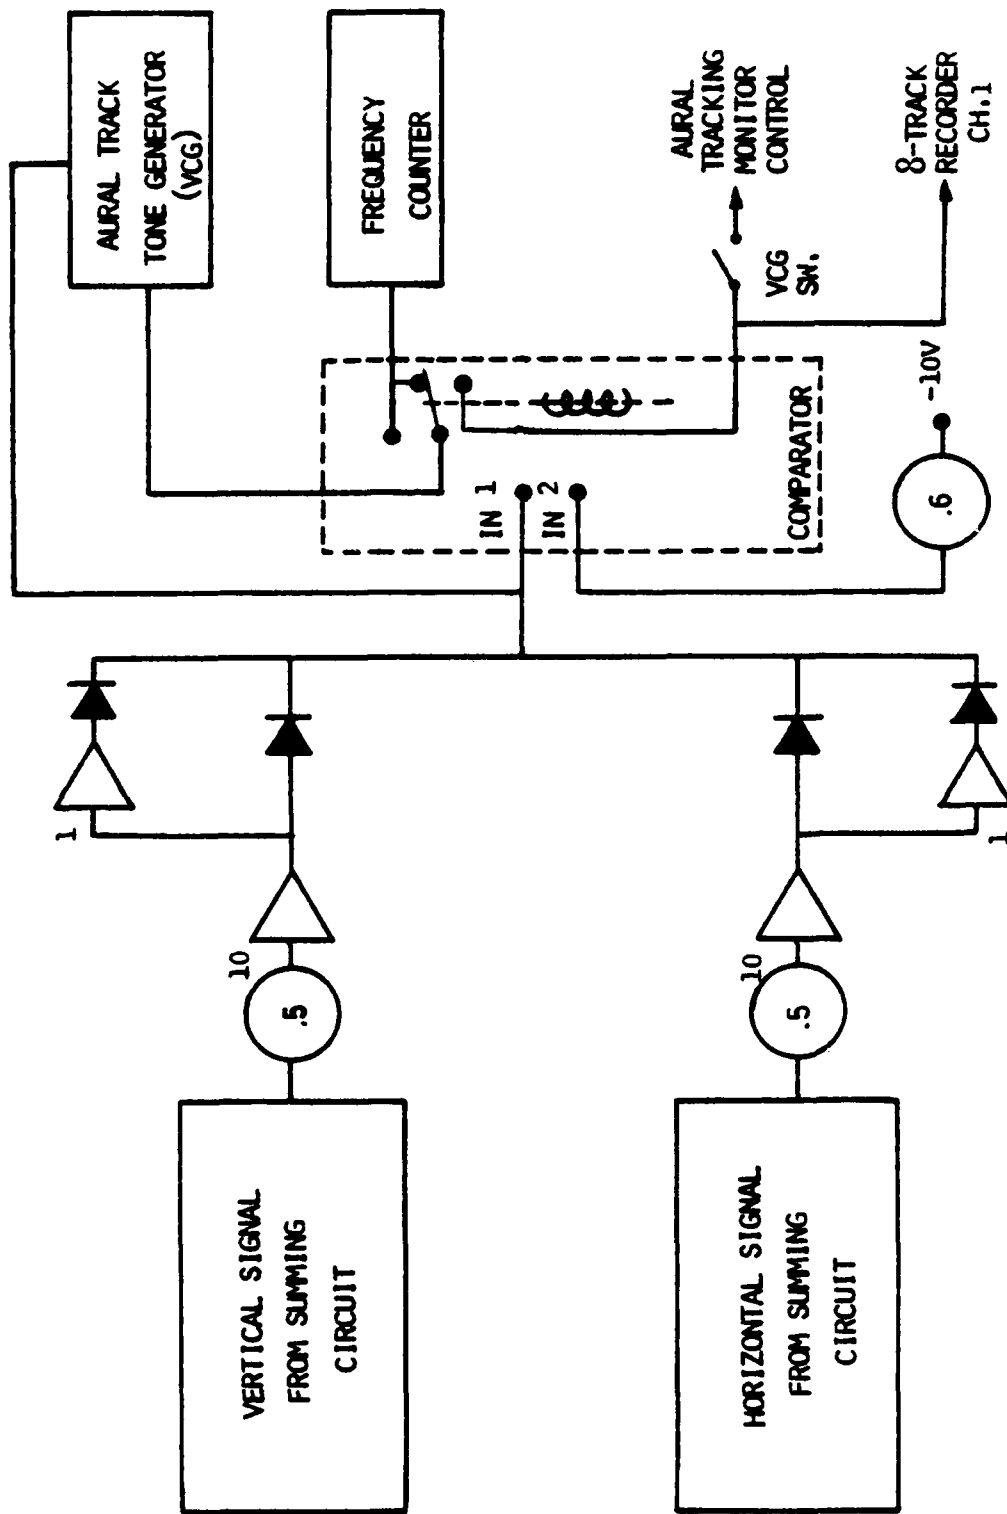 AURAL TRACK
TONE GENERATOR
(VCG)
FREQUENCY
COUNTER
AURAL
TRACKING
MONITOR
CONTROL
8-TRACK
RECORDER
CH.1
VCG
SW.
-10V
.6
IN 1
IN 2
COMPARATOR
1
10
.5
VERTICAL SIGNAL
FROM SUMMING
CIRCUIT
1
10
.5
HORIZONTAL SIGNAL
FROM SUMMING
CIRCUIT